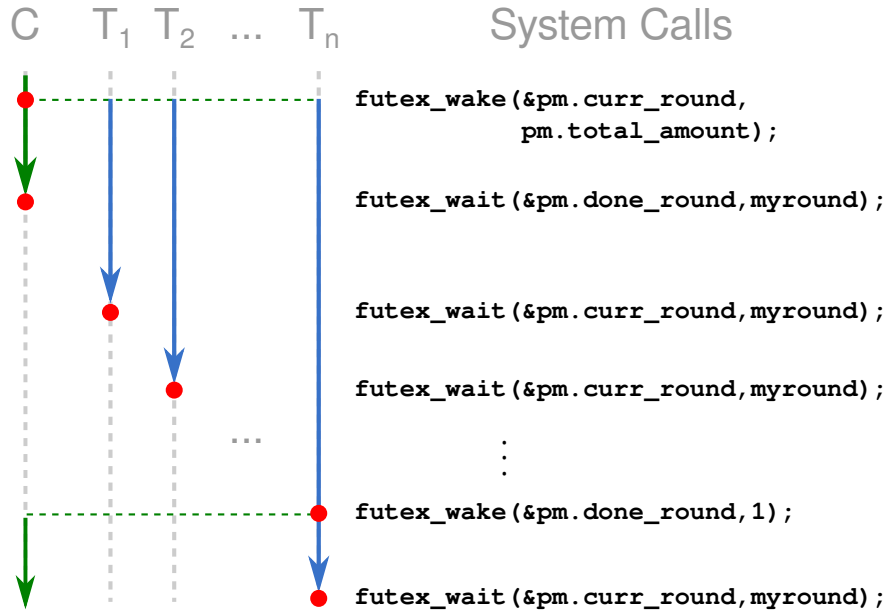 C T1 T2 ... Tn System Calls
futex_wake(&pm.curr_round,
pm.total_amount);
futex_wait(&pm.done_round,myround);
futex_wait(&pm.curr_round,myround);
futex_wait(&pm.curr_round,myround);
...
⋮
futex_wake(&pm.done_round,1);
futex_wait(&pm.curr_round,myround);